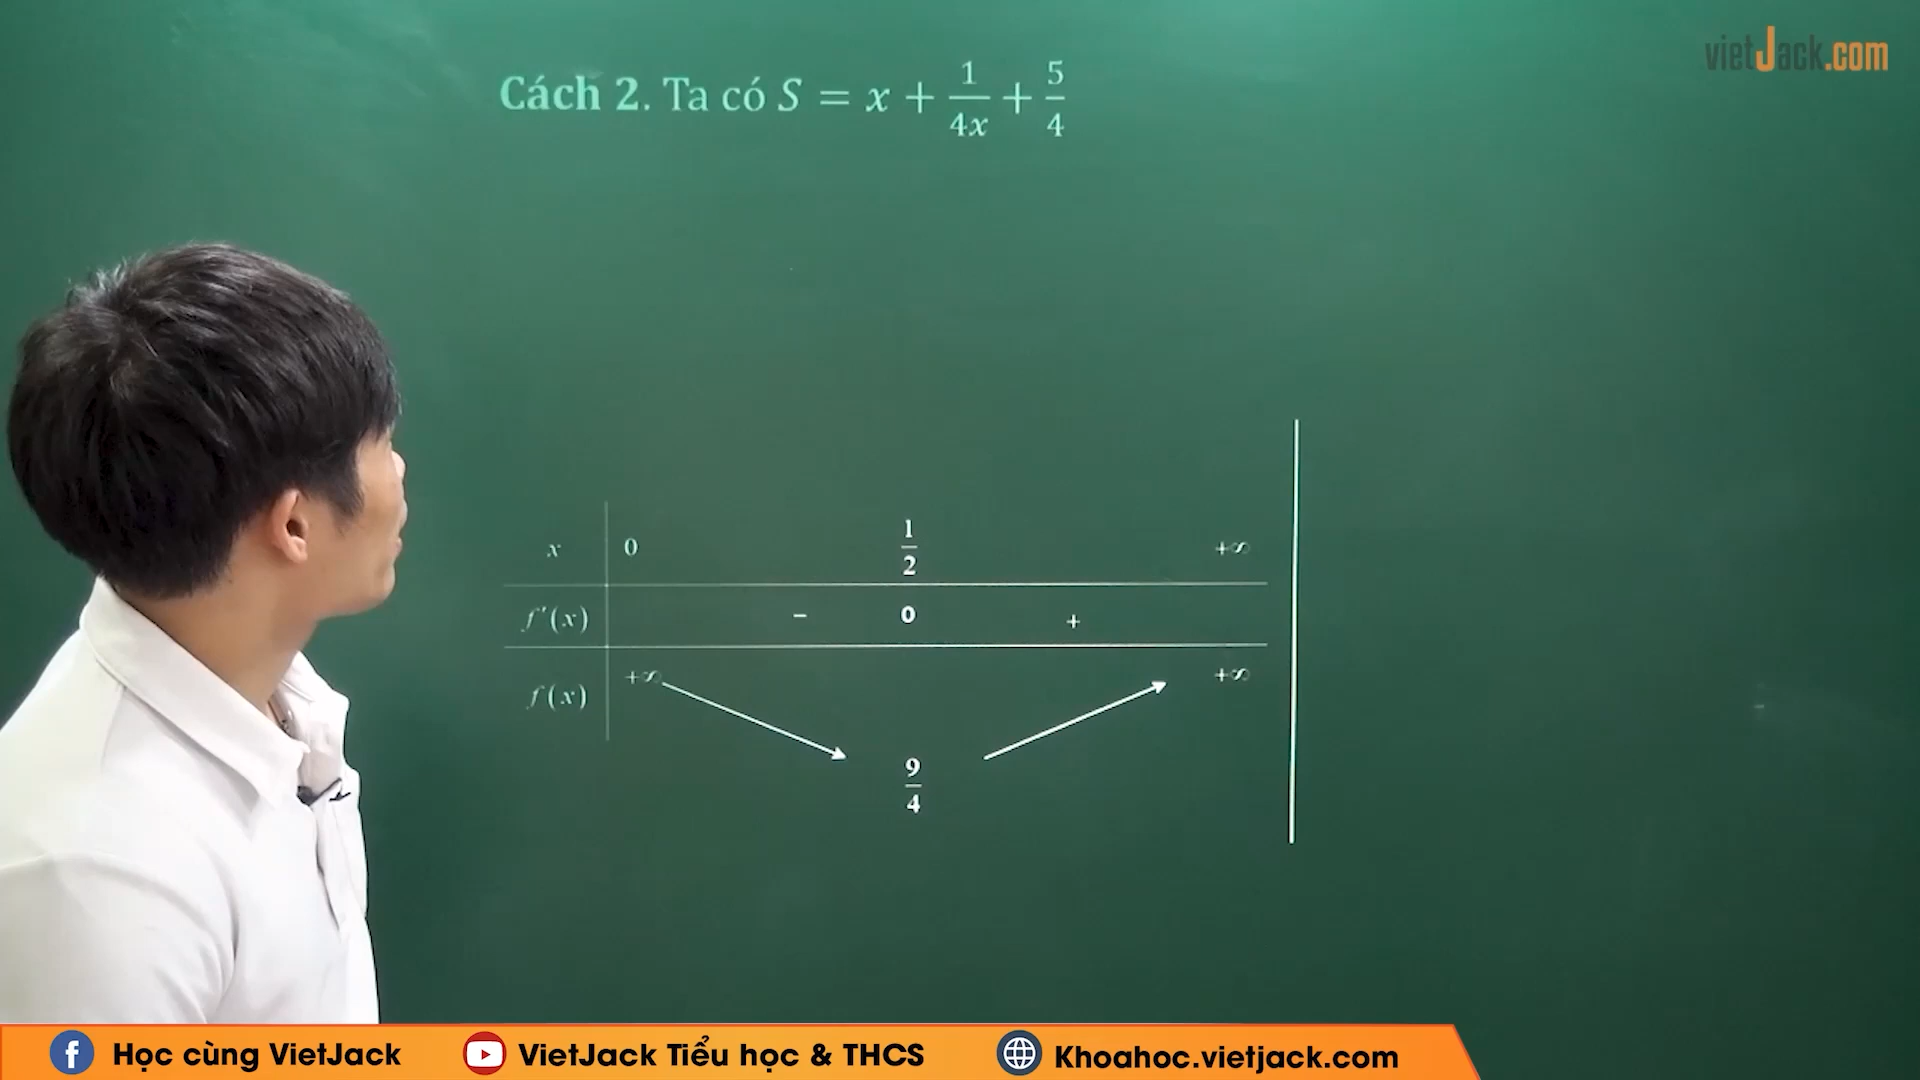 vietJack.com
Cách 2. Ta có S = x + 1/4x + 5/4
x 0 1/2 +∞
f'(x) − 0 +
f(x) +∞ 9/4 +∞
Học cùng VietJack
VietJack Tiểu học & THCS
Khoahoc.vietjack.com